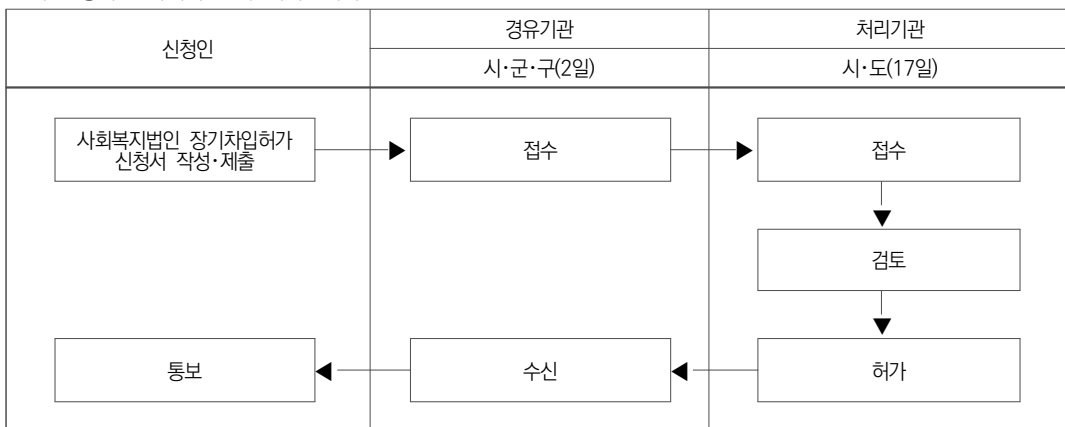 신청인
경유기관
처리기관
시·군·구(2일)
시·도(17일)
사회복지법인 장기차입허가
신청서 작성·제출
접수
접수
검토
통보
수신
허가